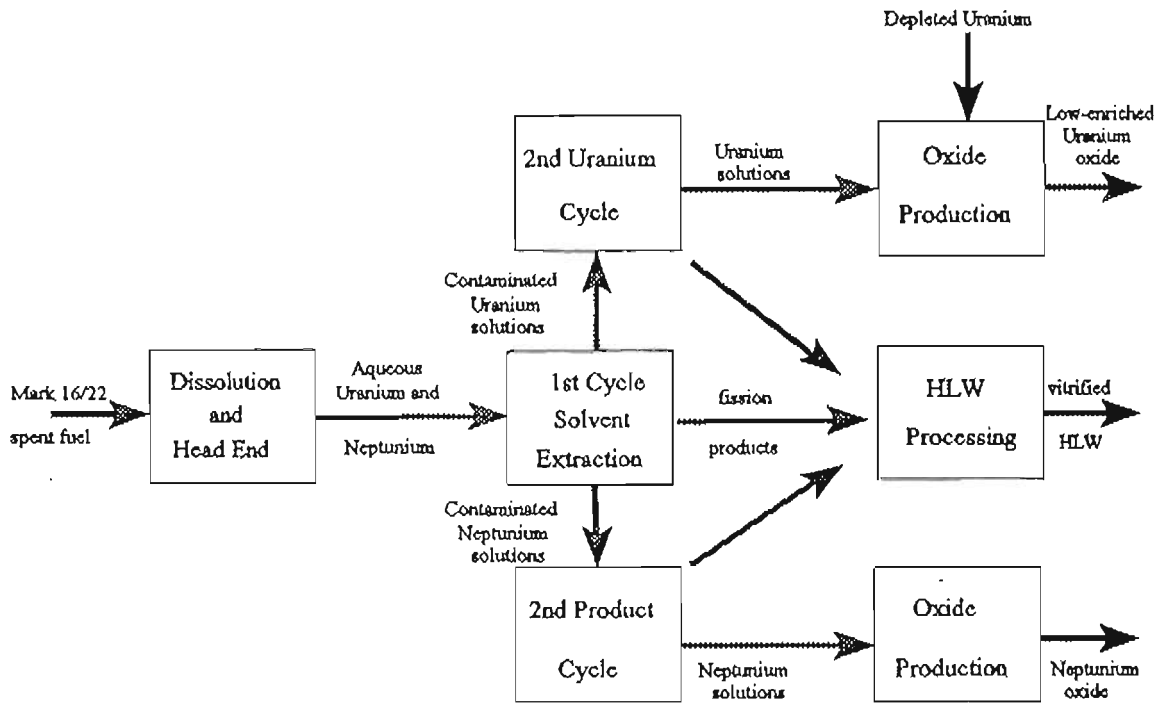 Depleted Uranium
2nd Uranium
Cycle
Uranium
solutions
Oxide
Production
Low-enriched
Uranium
oxide
Contaminated
Uranium
solutions
Mark 16/22
spent fuel
Dissolution
and
Head End
Aqueous
Uranium and
Neptunium
1st Cycle
Solvent
Extraction
fission
products
HLW
Processing
vitrified
HLW
Contaminated
Neptunium
solutions
2nd Product
Cycle
Neptunium
solutions
Oxide
Production
Neptunium
oxide